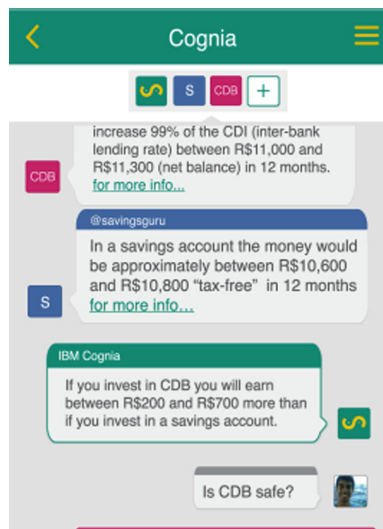 Cognia
S CDB +
increase 99% of the CDI (inter-bank
lending rate) between R$11,000 and
R$11,300 (net balance) in 12 months.
for more info...
CDB
@savingsguru
In a savings account the money would
be approximately between R$10,600
and R$10,800 “tax-free” in 12 months
for more info...
S
IBM Cognia
If you invest in CDB you will earn
between R$200 and R$700 more than
if you invest in a savings account.
Is CDB safe?